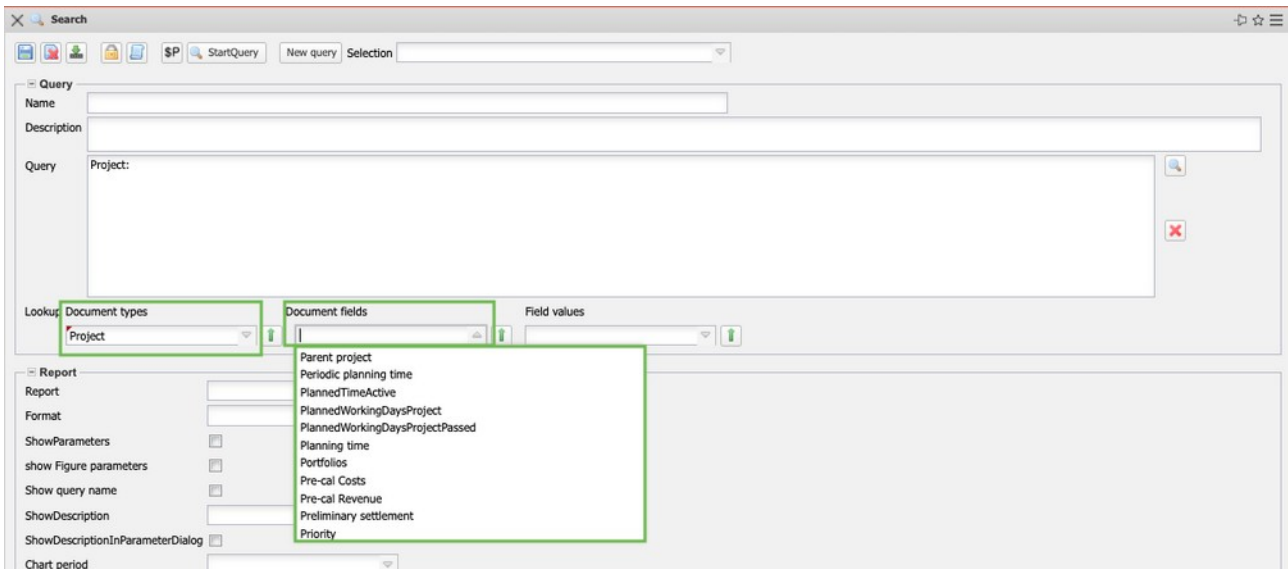 Search
$P StartQuery New query Selection
Query
Name
Description
Query Project:
Lookup Document types Document fields Field values
Project
Parent project
Periodic planning time
PlannedTimeActive
PlannedWorkingDaysProject
PlannedWorkingDaysProjectPassed
Planning time
Portfolios
Pre-cal Costs
Pre-cal Revenue
Preliminary settlement
Priority
Report
Report
Format
ShowParameters
show Figure parameters
Show query name
ShowDescription
ShowDescriptionInParameterDialog
Chart period